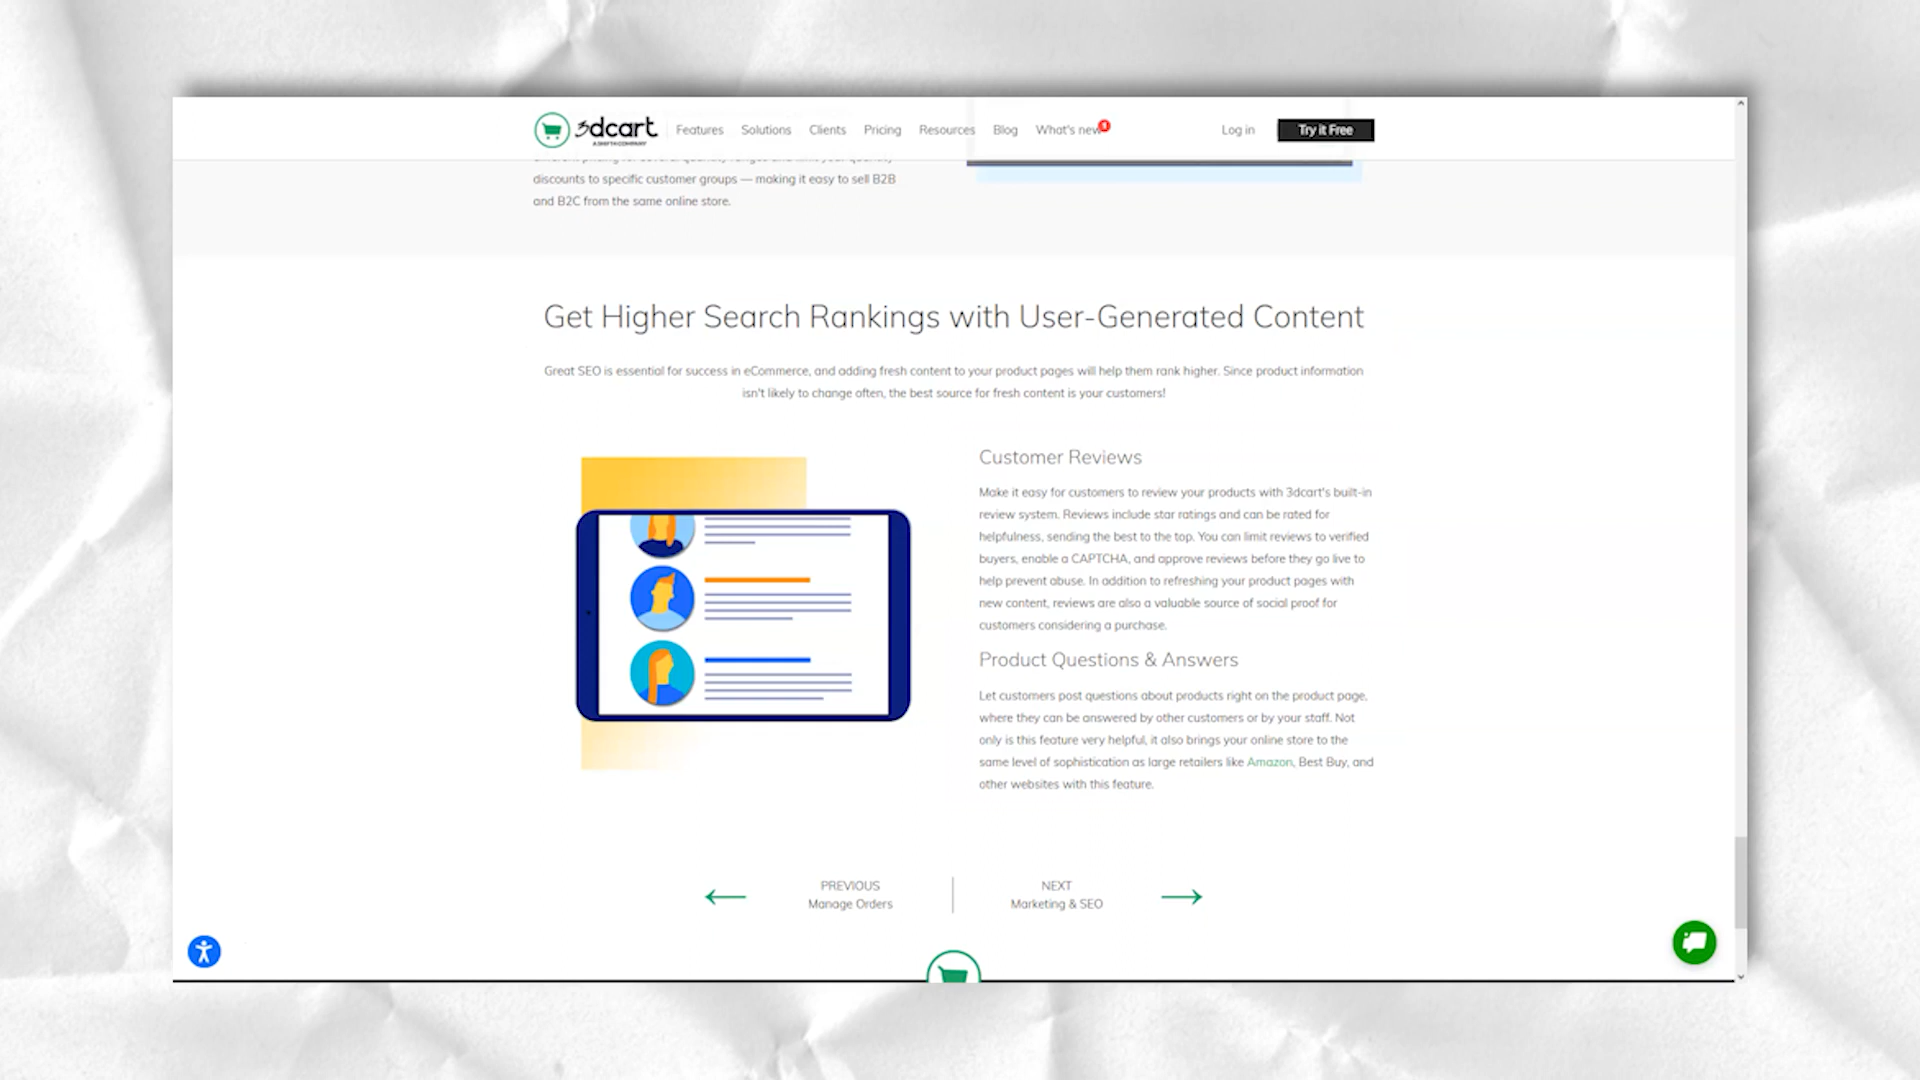 3dcart
A SHIFT4 COMPANY
Features Solutions Clients Pricing Resources Blog What's new 1 Log in Try it Free
discounts to specific customer groups — making it easy to sell B2B
and B2C from the same online store.
Get Higher Search Rankings with User-Generated Content
Great SEO is essential for success in eCommerce, and adding fresh content to your product pages will help them rank higher. Since product information
isn't likely to change often, the best source for fresh content is your customers!
Customer Reviews
Make it easy for customers to review your products with 3dcart's built-in
review system. Reviews include star ratings and can be rated for
helpfulness, sending the best to the top. You can limit reviews to verified
buyers, enable a CAPTCHA, and approve reviews before they go live to
help prevent abuse. In addition to refreshing your product pages with
new content, reviews are also a valuable source of social proof for
customers considering a purchase.
Product Questions & Answers
Let customers post questions about products right on the product page,
where they can be answered by other customers or by your staff. Not
only is this feature very helpful, it also brings your online store to the
same level of sophistication as large retailers like Amazon, Best Buy, and
other websites with this feature.
PREVIOUS
Manage Orders
NEXT
Marketing & SEO